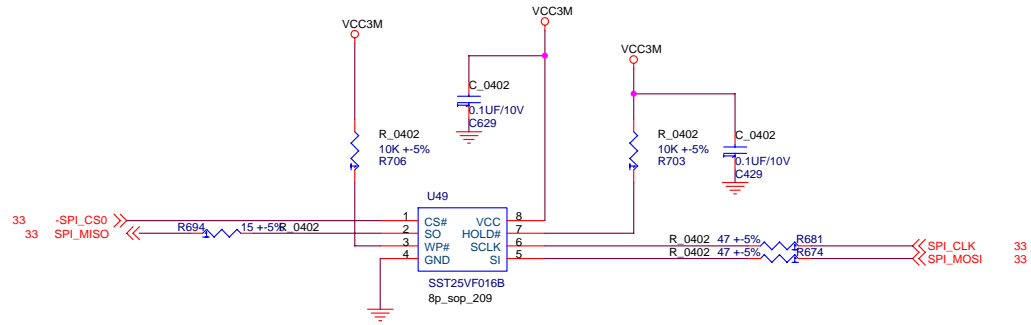 VCC3M
VCC3M
VCC3M
C_0402
0.1UF/10V
C629
R_0402
10K +-5%
R706
R_0402
10K +-5%
R703
C_0402
0.1UF/10V
C429
U49
33 -SPI_CS0 1 CS# VCC 8
33 SPI_MISO R694 15 +-5% R_0402 2 SO HOLD# 7
3 WP# SCLK 6 R_0402 47 +-5% R681 SPI_CLK 33
4 GND SI 5 R_0402 47 +-5% R674 SPI_MOSI 33
SST25VF016B
8p_sop_209